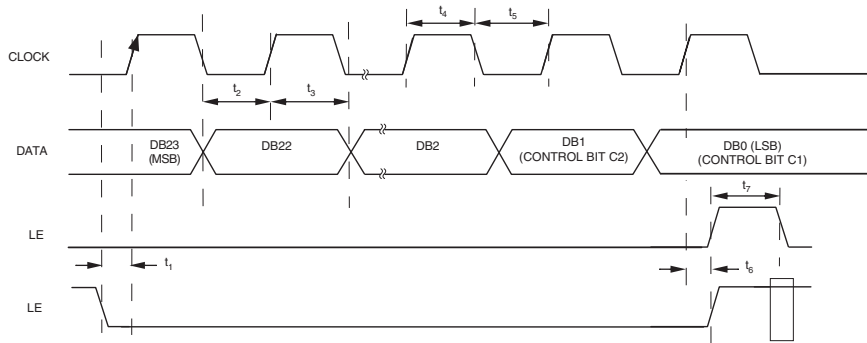 t4 t5
CLOCK
t2 t3
DATA
DB23
(MSB)
DB22
DB2
DB1
(CONTROL BIT C2)
DB0 (LSB)
(CONTROL BIT C1)
t7
LE
t1
t6
LE